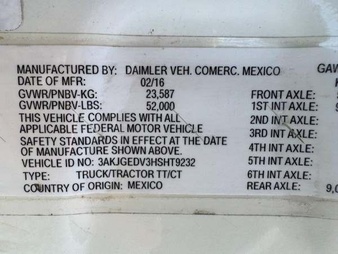 MANUFACTURED BY: DAIMLER VEH. COMERC. MEXICO GAW
DATE OF MFR: 02/16
GVWR/PNBV-KG: 23,587 FRONT AXLE:
GVWR/PNBV-LBS: 52,000 1ST INT AXLE:
THIS VEHICLE COMPLIES WITH ALL 2ND INT AXLE:
APPLICABLE FEDERAL MOTOR VEHICLE 3RD INT AXLE:
SAFETY STANDARDS IN EFFECT AT THE DATE 4TH INT AXLE:
OF MANUFACTURE SHOWN ABOVE. 5TH INT AXLE:
VEHICLE ID NO.: 3AKJGEDV3HSHT9232
TYPE: TRUCK/TRACTOR TT/CT 6TH INT AXLE:
COUNTRY OF ORIGIN: MEXICO REAR AXLE: 9,0